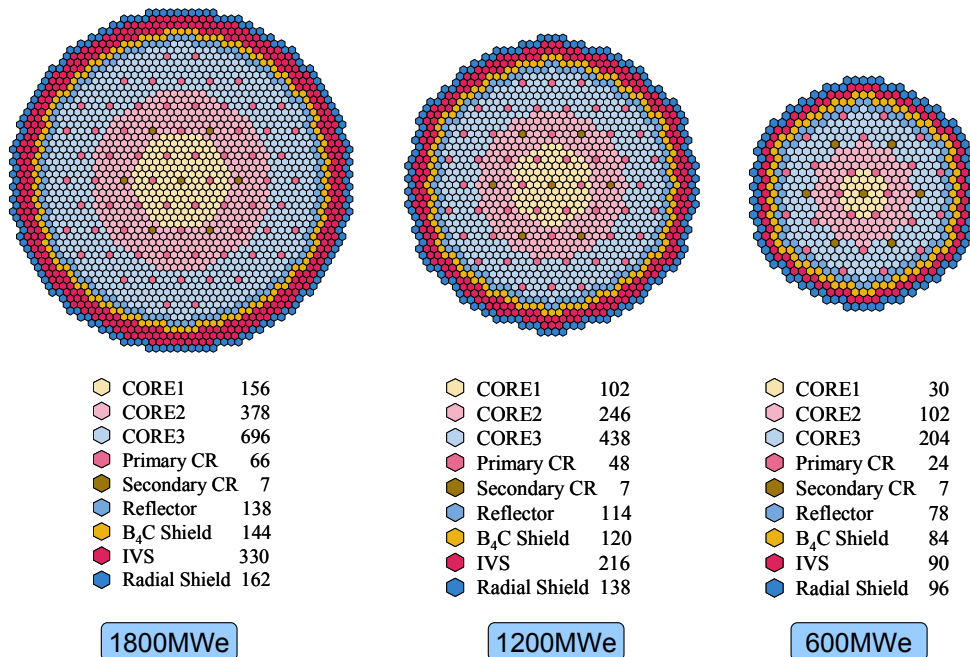 CORE1 156
CORE2 378
CORE3 696
Primary CR 66
Secondary CR 7
Reflector 138
B₄C Shield 144
IVS 330
Radial Shield 162
1800MWe
CORE1 102
CORE2 246
CORE3 438
Primary CR 48
Secondary CR 7
Reflector 114
B₄C Shield 120
IVS 216
Radial Shield 138
1200MWe
CORE1 30
CORE2 102
CORE3 204
Primary CR 24
Secondary CR 7
Reflector 78
B₄C Shield 84
IVS 90
Radial Shield 96
600MWe